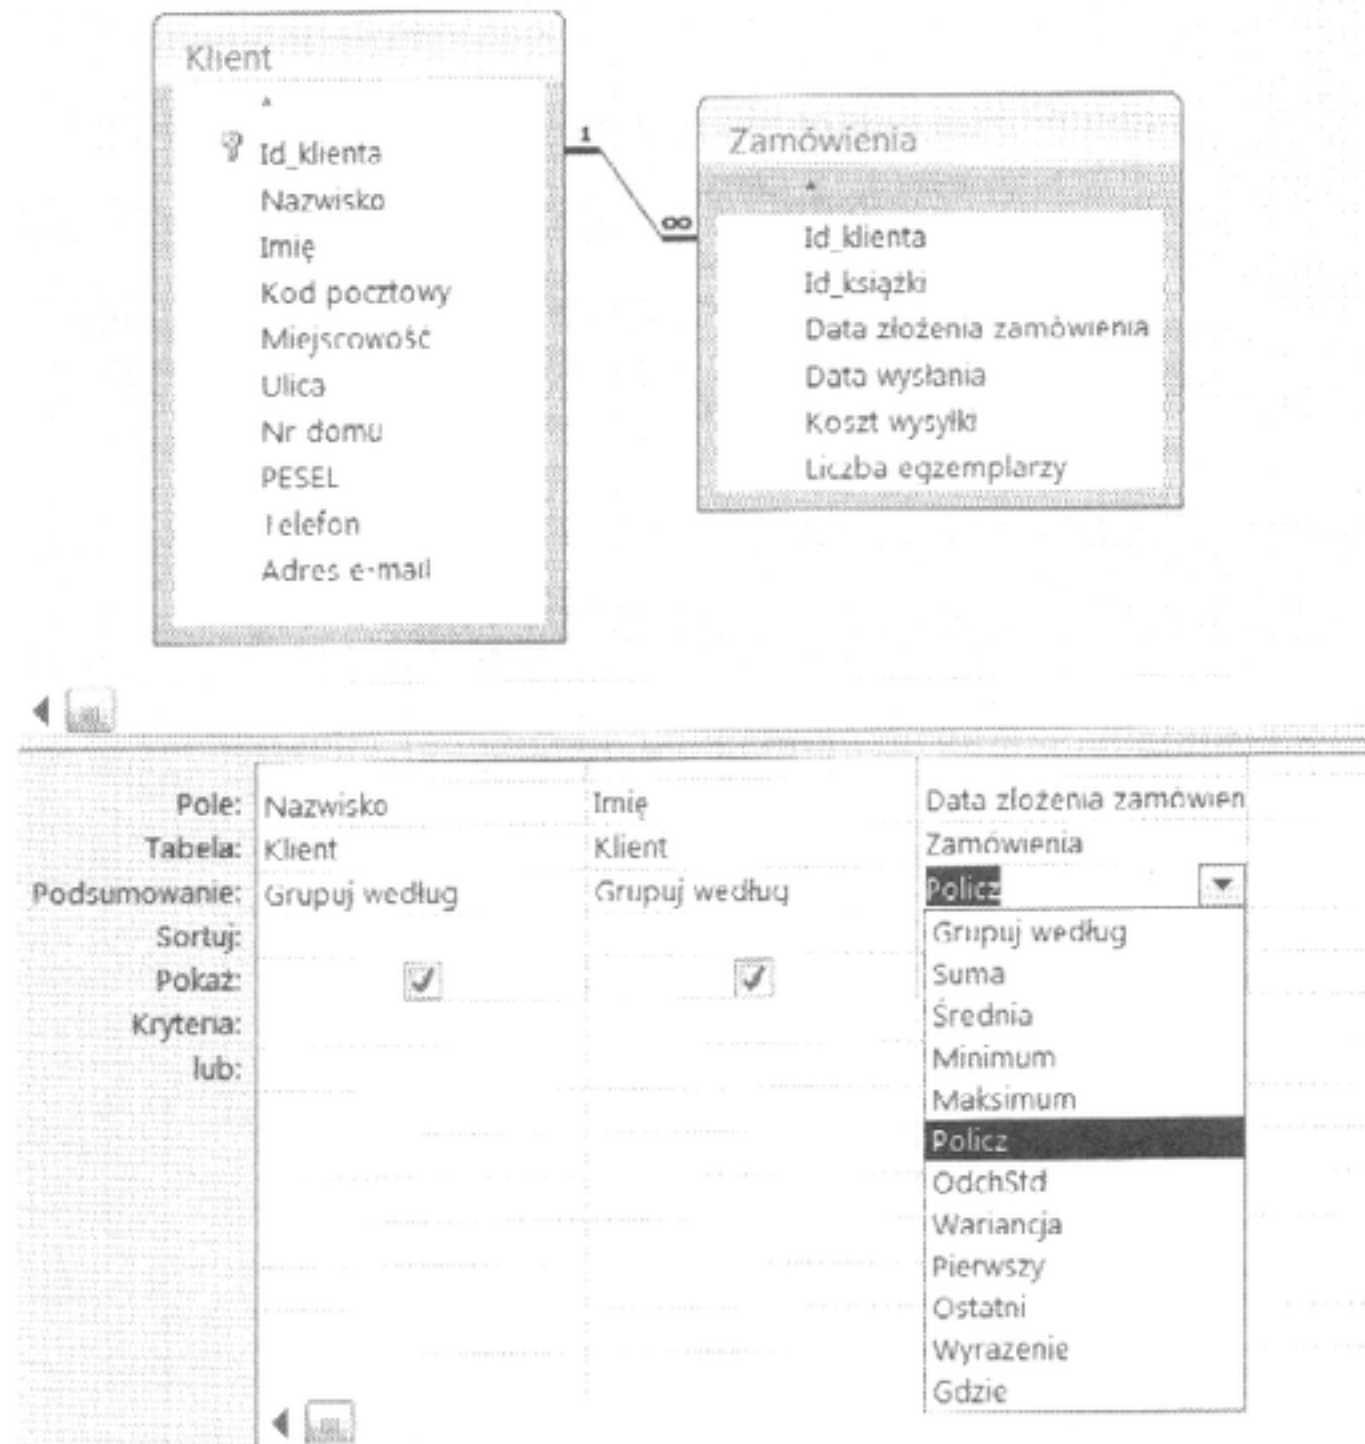 Klient
*
Id_klienta
Nazwisko
Imię
Kod pocztowy
Miejscowość
Ulica
Nr domu
PESEL
Telefon
Adres e-mail
1
∞
Zamówienia
*
Id_klienta
Id_książki
Data złożenia zamówienia
Data wysłania
Koszt wysyłki
Liczba egzemplarzy
Pole: Nazwisko Imię Data złożenia zamówien
Tabela: Klient Klient Zamówienia
Podsumowanie: Grupuj według Grupuj według Policz
Sortuj:
Pokaż:
Kryteria:
lub:
Grupuj według
Suma
Średnia
Minimum
Maksimum
Policz
OdchStd
Wariancja
Pierwszy
Ostatni
Wyrażenie
Gdzie